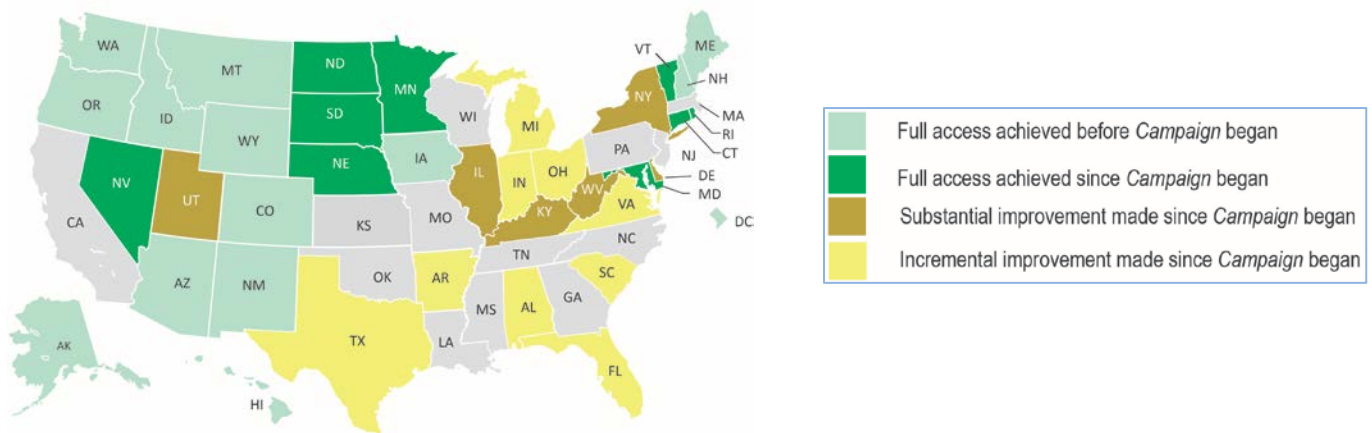 WA
MT
ND
MN
VT
ME
NH
OR
ID
SD
WI
NY
MA
WY
MI
RI
CT
NV
UT
NE
IA
IL
IN
OH
PA
NJ
DE
MD
DC
CA
CO
KS
MO
KY
WV
VA
AZ
NM
OK
AR
TN
NC
SC
TX
LA
MS
AL
GA
FL
AK
HI
Full access achieved before Campaign began
Full access achieved since Campaign began
Substantial improvement made since Campaign began
Incremental improvement made since Campaign began